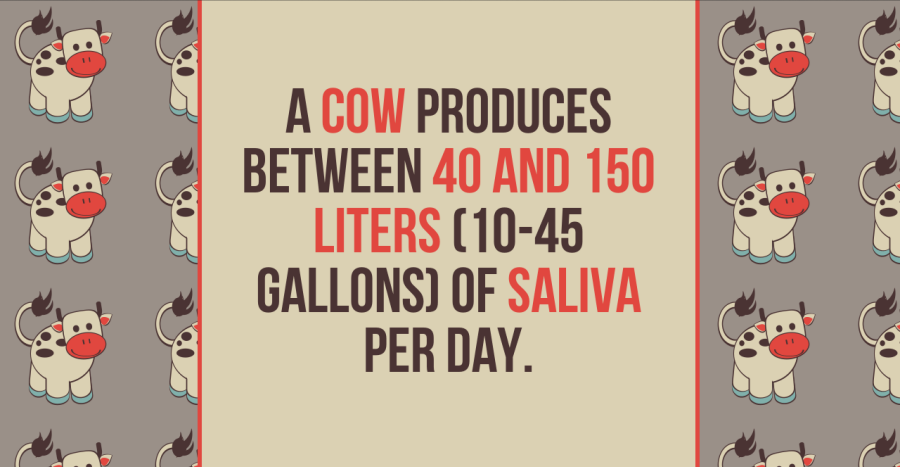 A COW PRODUCES
BETWEEN 40 AND 150
LITERS (10-45
GALLONS) OF SALIVA
PER DAY.